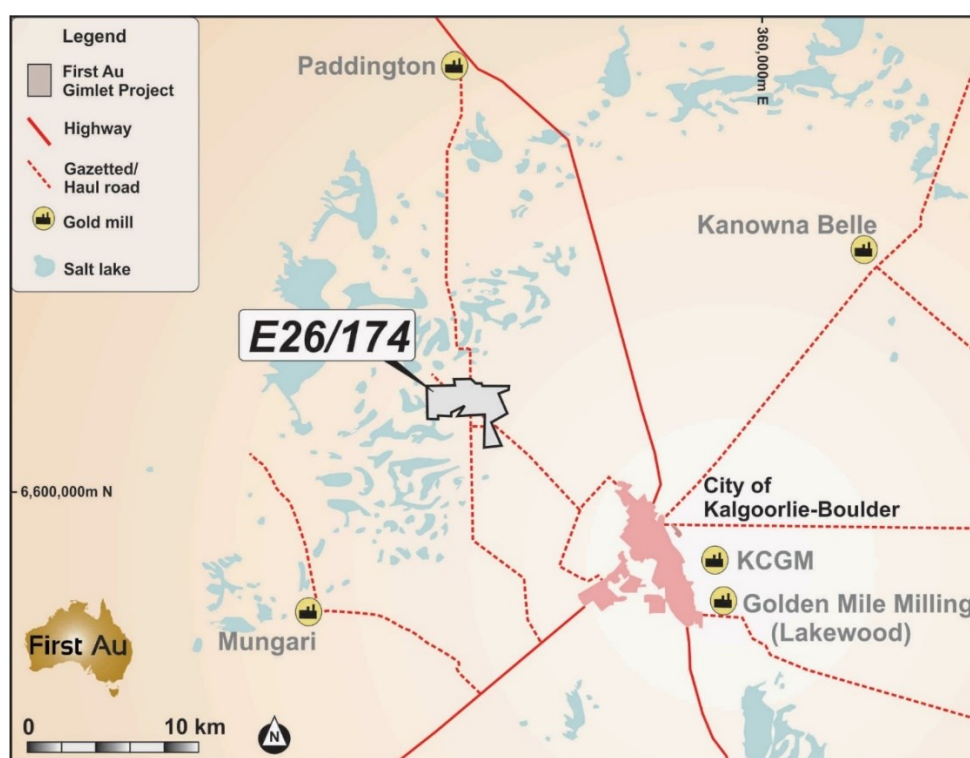 Legend
First Au
Gimlet Project
Highway
Gazetted/
Haul road
Gold mill
Salt lake
Paddington
360,000m E
Kanowna Belle
E26/174
6,600,000m N
City of
Kalgoorlie-Boulder
KCGM
Golden Mile Milling
(Lakewood)
Mungari
First Au
0 10 km
N